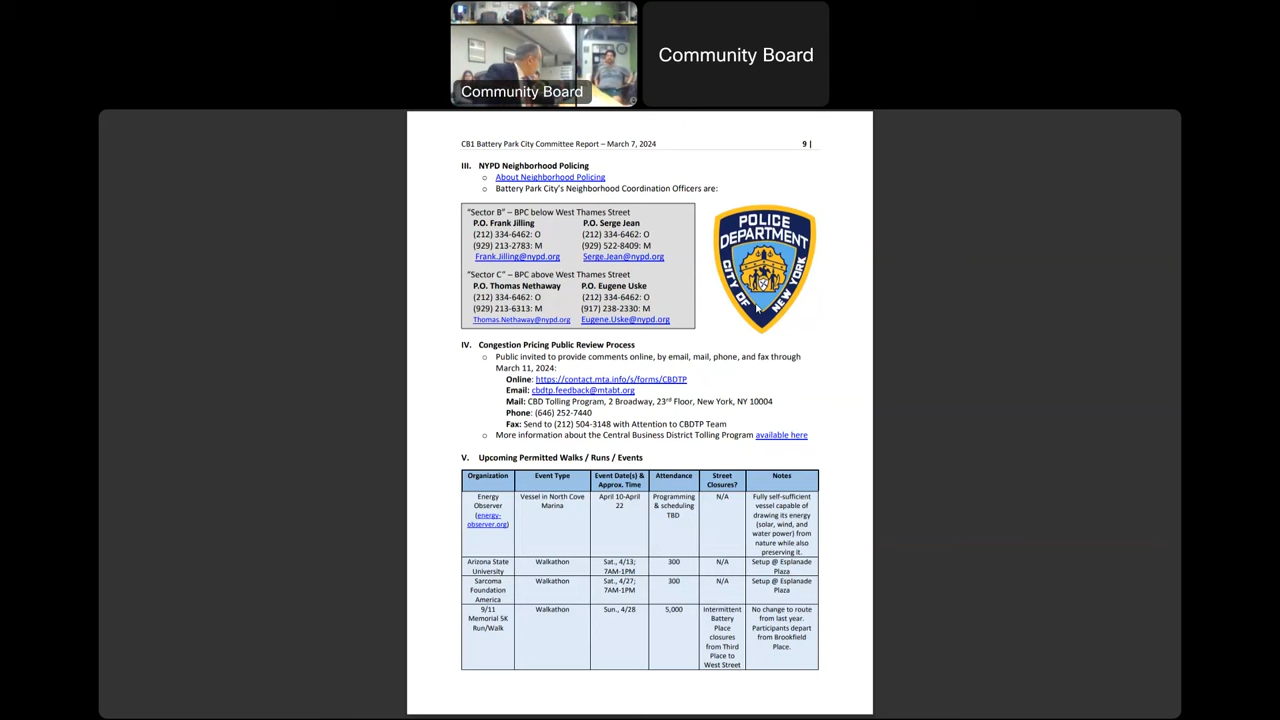 Community Board
Community Board
CB1 Battery Park City Committee Report – March 7, 2024 9 |
III. NYPD Neighborhood Policing
o About Neighborhood Policing
o Battery Park City's Neighborhood Coordination Officers are:
"Sector B" – BPC below West Thames Street
P.O. Frank Jilling P.O. Serge Jean
(212) 334-6462: O (212) 334-6462: O
(929) 213-2783: M (929) 522-8409: M
Frank.Jilling@nypd.org Serge.Jean@nypd.org
"Sector C" – BPC above West Thames Street
P.O. Thomas Nethaway P.O. Eugene Uske
(212) 334-6462: O (212) 334-6462: O
(929) 213-6313: M (917) 238-2330: M
Thomas.Nethaway@nypd.org Eugene.Uske@nypd.org
POLICE
DEPARTMENT
CITY OF NEW YORK
IV. Congestion Pricing Public Review Process
o Public invited to provide comments online, by email, mail, phone, and fax through
March 11, 2024:
Online: https://contact.mta.info/s/forms/CBDTP
Email: cbdtp.feedback@mtabt.org
Mail: CBD Tolling Program, 2 Broadway, 23rd Floor, New York, NY 10004
Phone: (646) 252-7440
Fax: Send to (212) 504-3148 with Attention to CBDTP Team
o More information about the Central Business District Tolling Program available here
V. Upcoming Permitted Walks / Runs / Events
Organization Event Type Event Date(s) & Attendance Street Notes
Approx. Time Closures?
Energy Vessel in North Cove April 10-April Programming N/A Fully self-sufficient
Observer Marina 22 & scheduling vessel capable of
(energy- TBD drawing its energy
observer.org) (solar, wind, and
water power) from
nature while also
preserving it.
Arizona State Walkathon Sat., 4/13; 300 N/A Setup @ Esplanade
University 7AM-1PM Plaza
Sarcoma Walkathon Sat., 4/27; 300 N/A Setup @ Esplanade
Foundation 7AM-1PM Plaza
America
9/11 Walkathon Sun., 4/28 5,000 Intermittent No change to route
Memorial 5K Battery from last year.
Run/Walk Place Participants depart
closures from Brookfield
from Third Place.
Place to
West Street